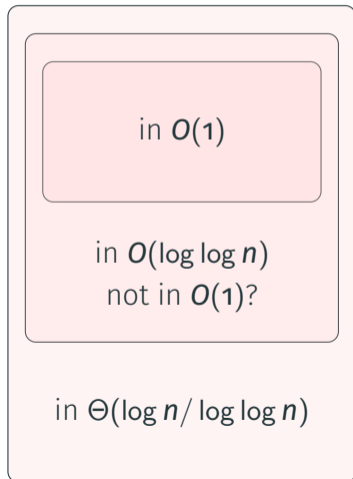 in O(1)
in O(log log n)
not in O(1)?
in Θ(log n/ log log n)